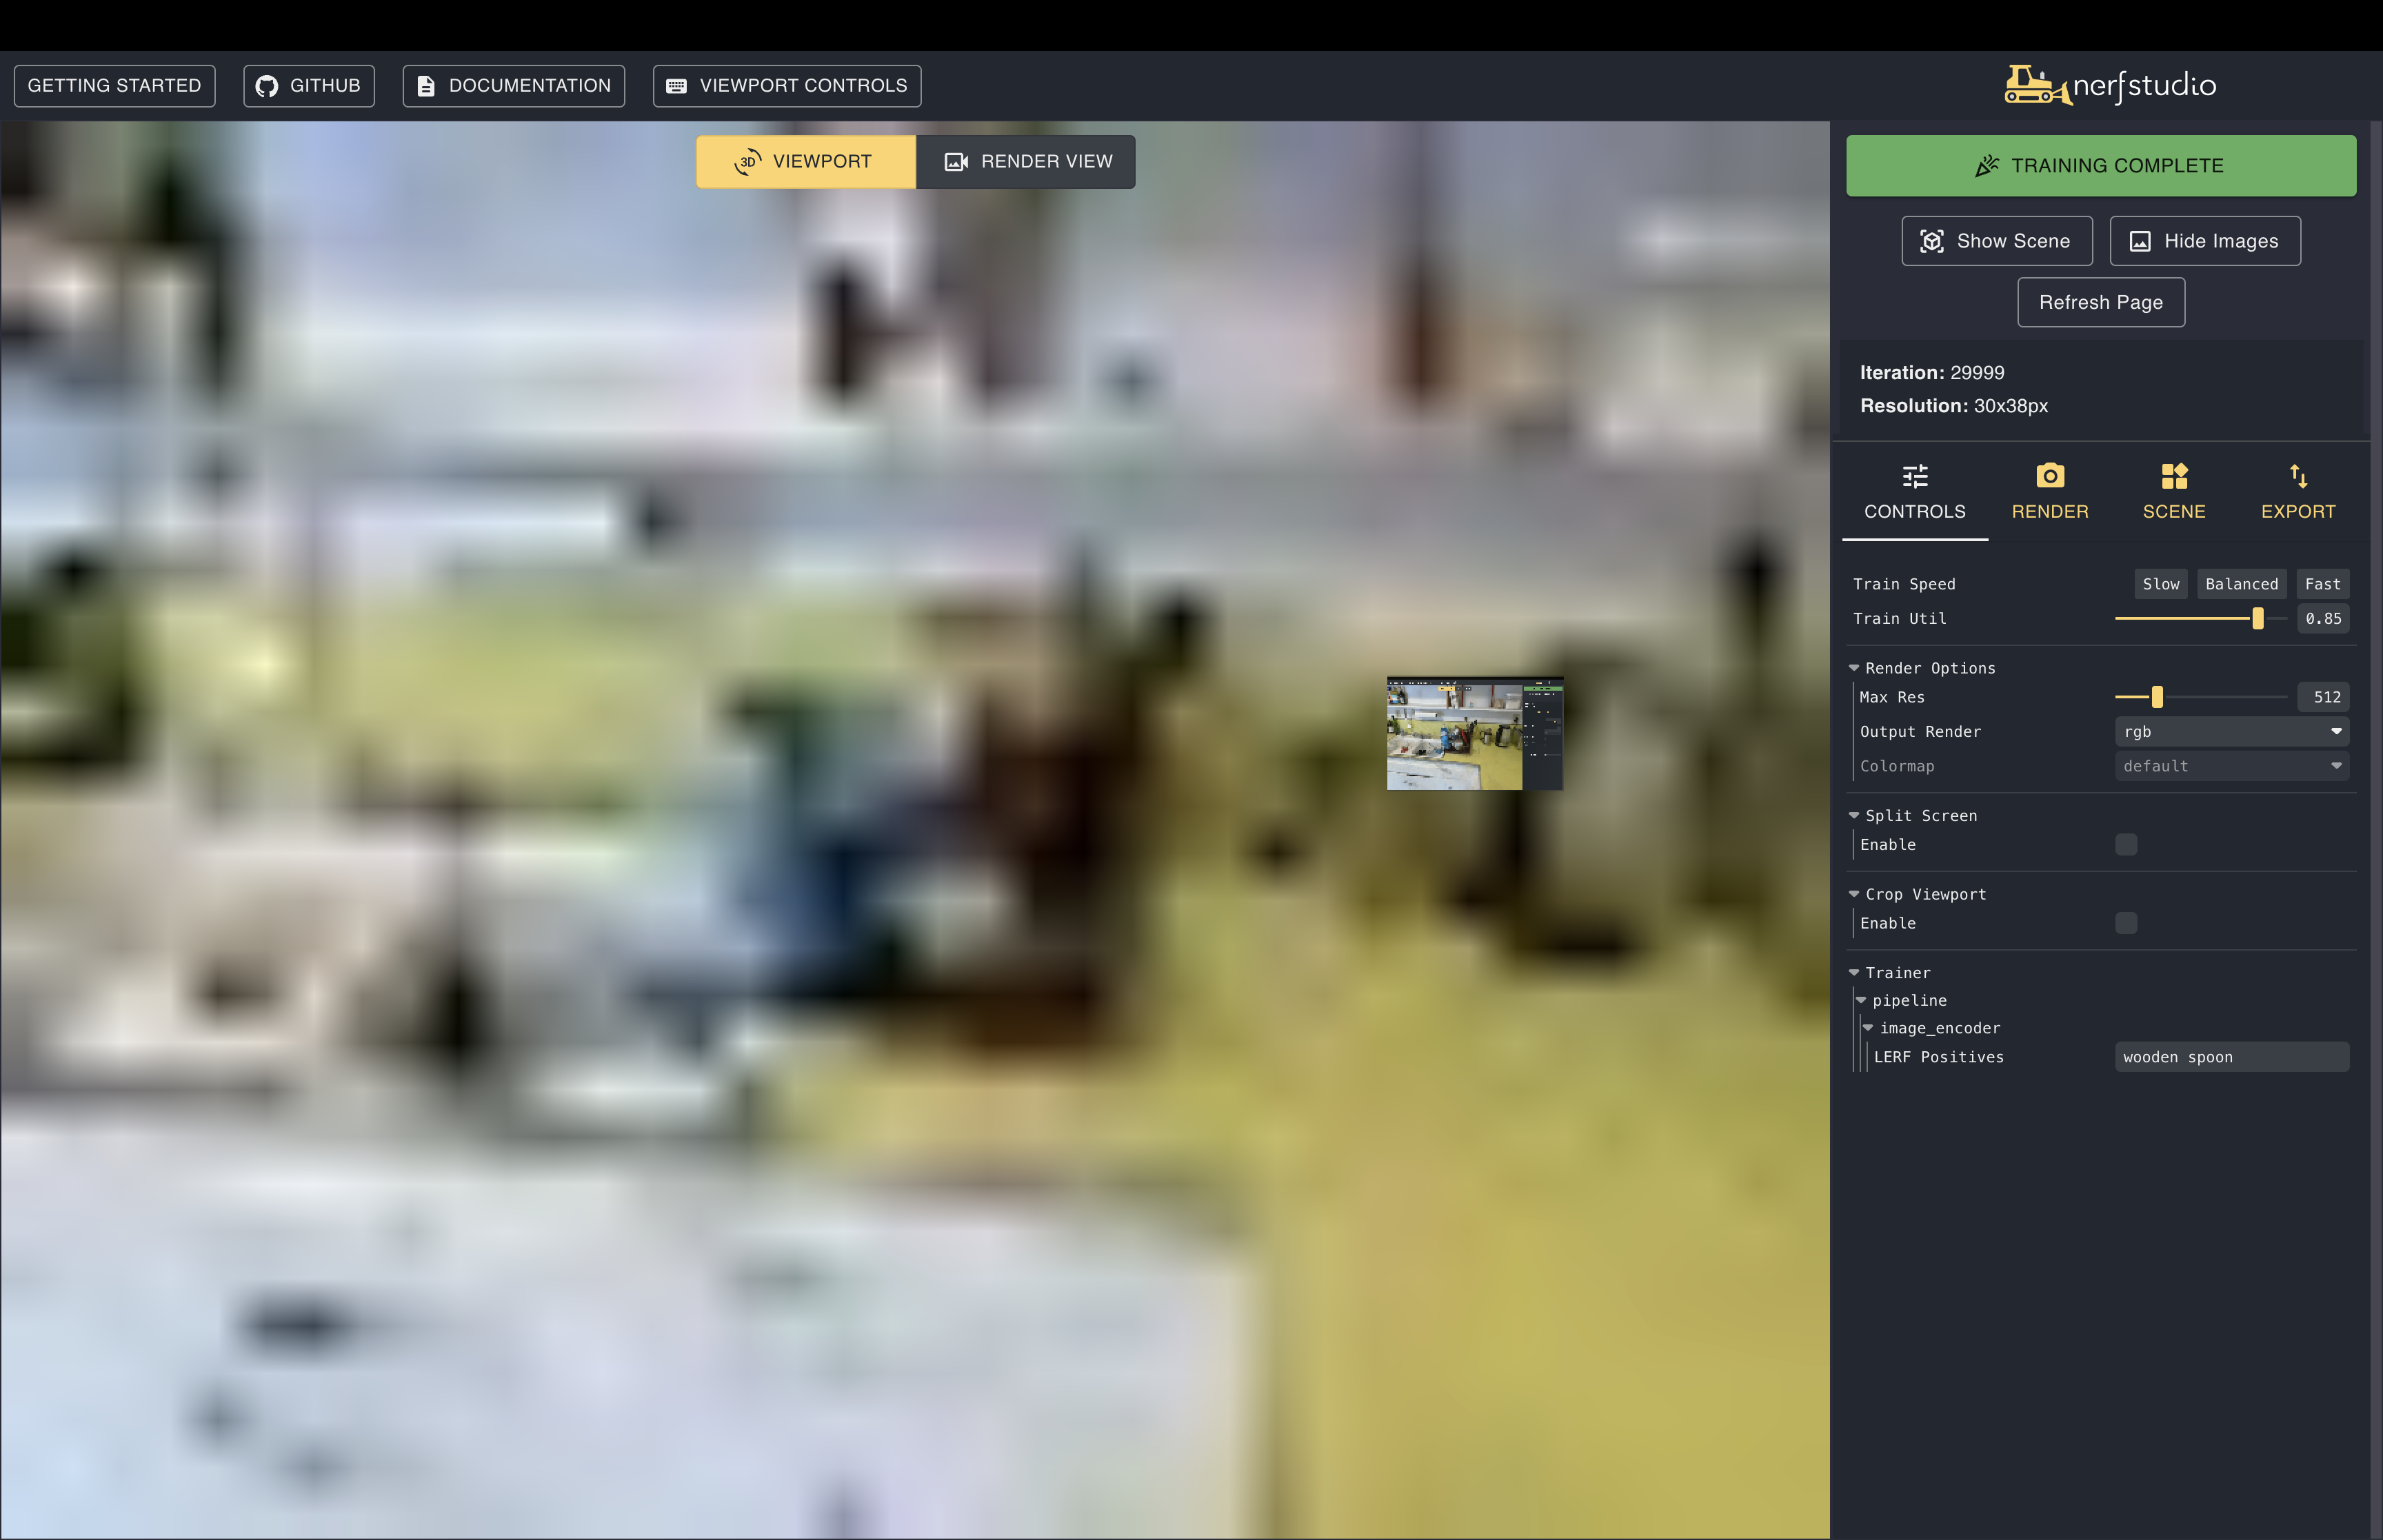 GETTING STARTED GITHUB DOCUMENTATION VIEWPORT CONTROLS nerfstudio
3D VIEWPORT RENDER VIEW
TRAINING COMPLETE
Show Scene Hide Images
Refresh Page
Iteration: 29999
Resolution: 30x38px
CONTROLS RENDER SCENE EXPORT
Train Speed Slow Balanced Fast
Train Util 0.85
Render Options
Max Res 512
Output Render rgb
Colormap default
Split Screen
Enable
Crop Viewport
Enable
Trainer
pipeline
image_encoder
LERF Positives wooden spoon